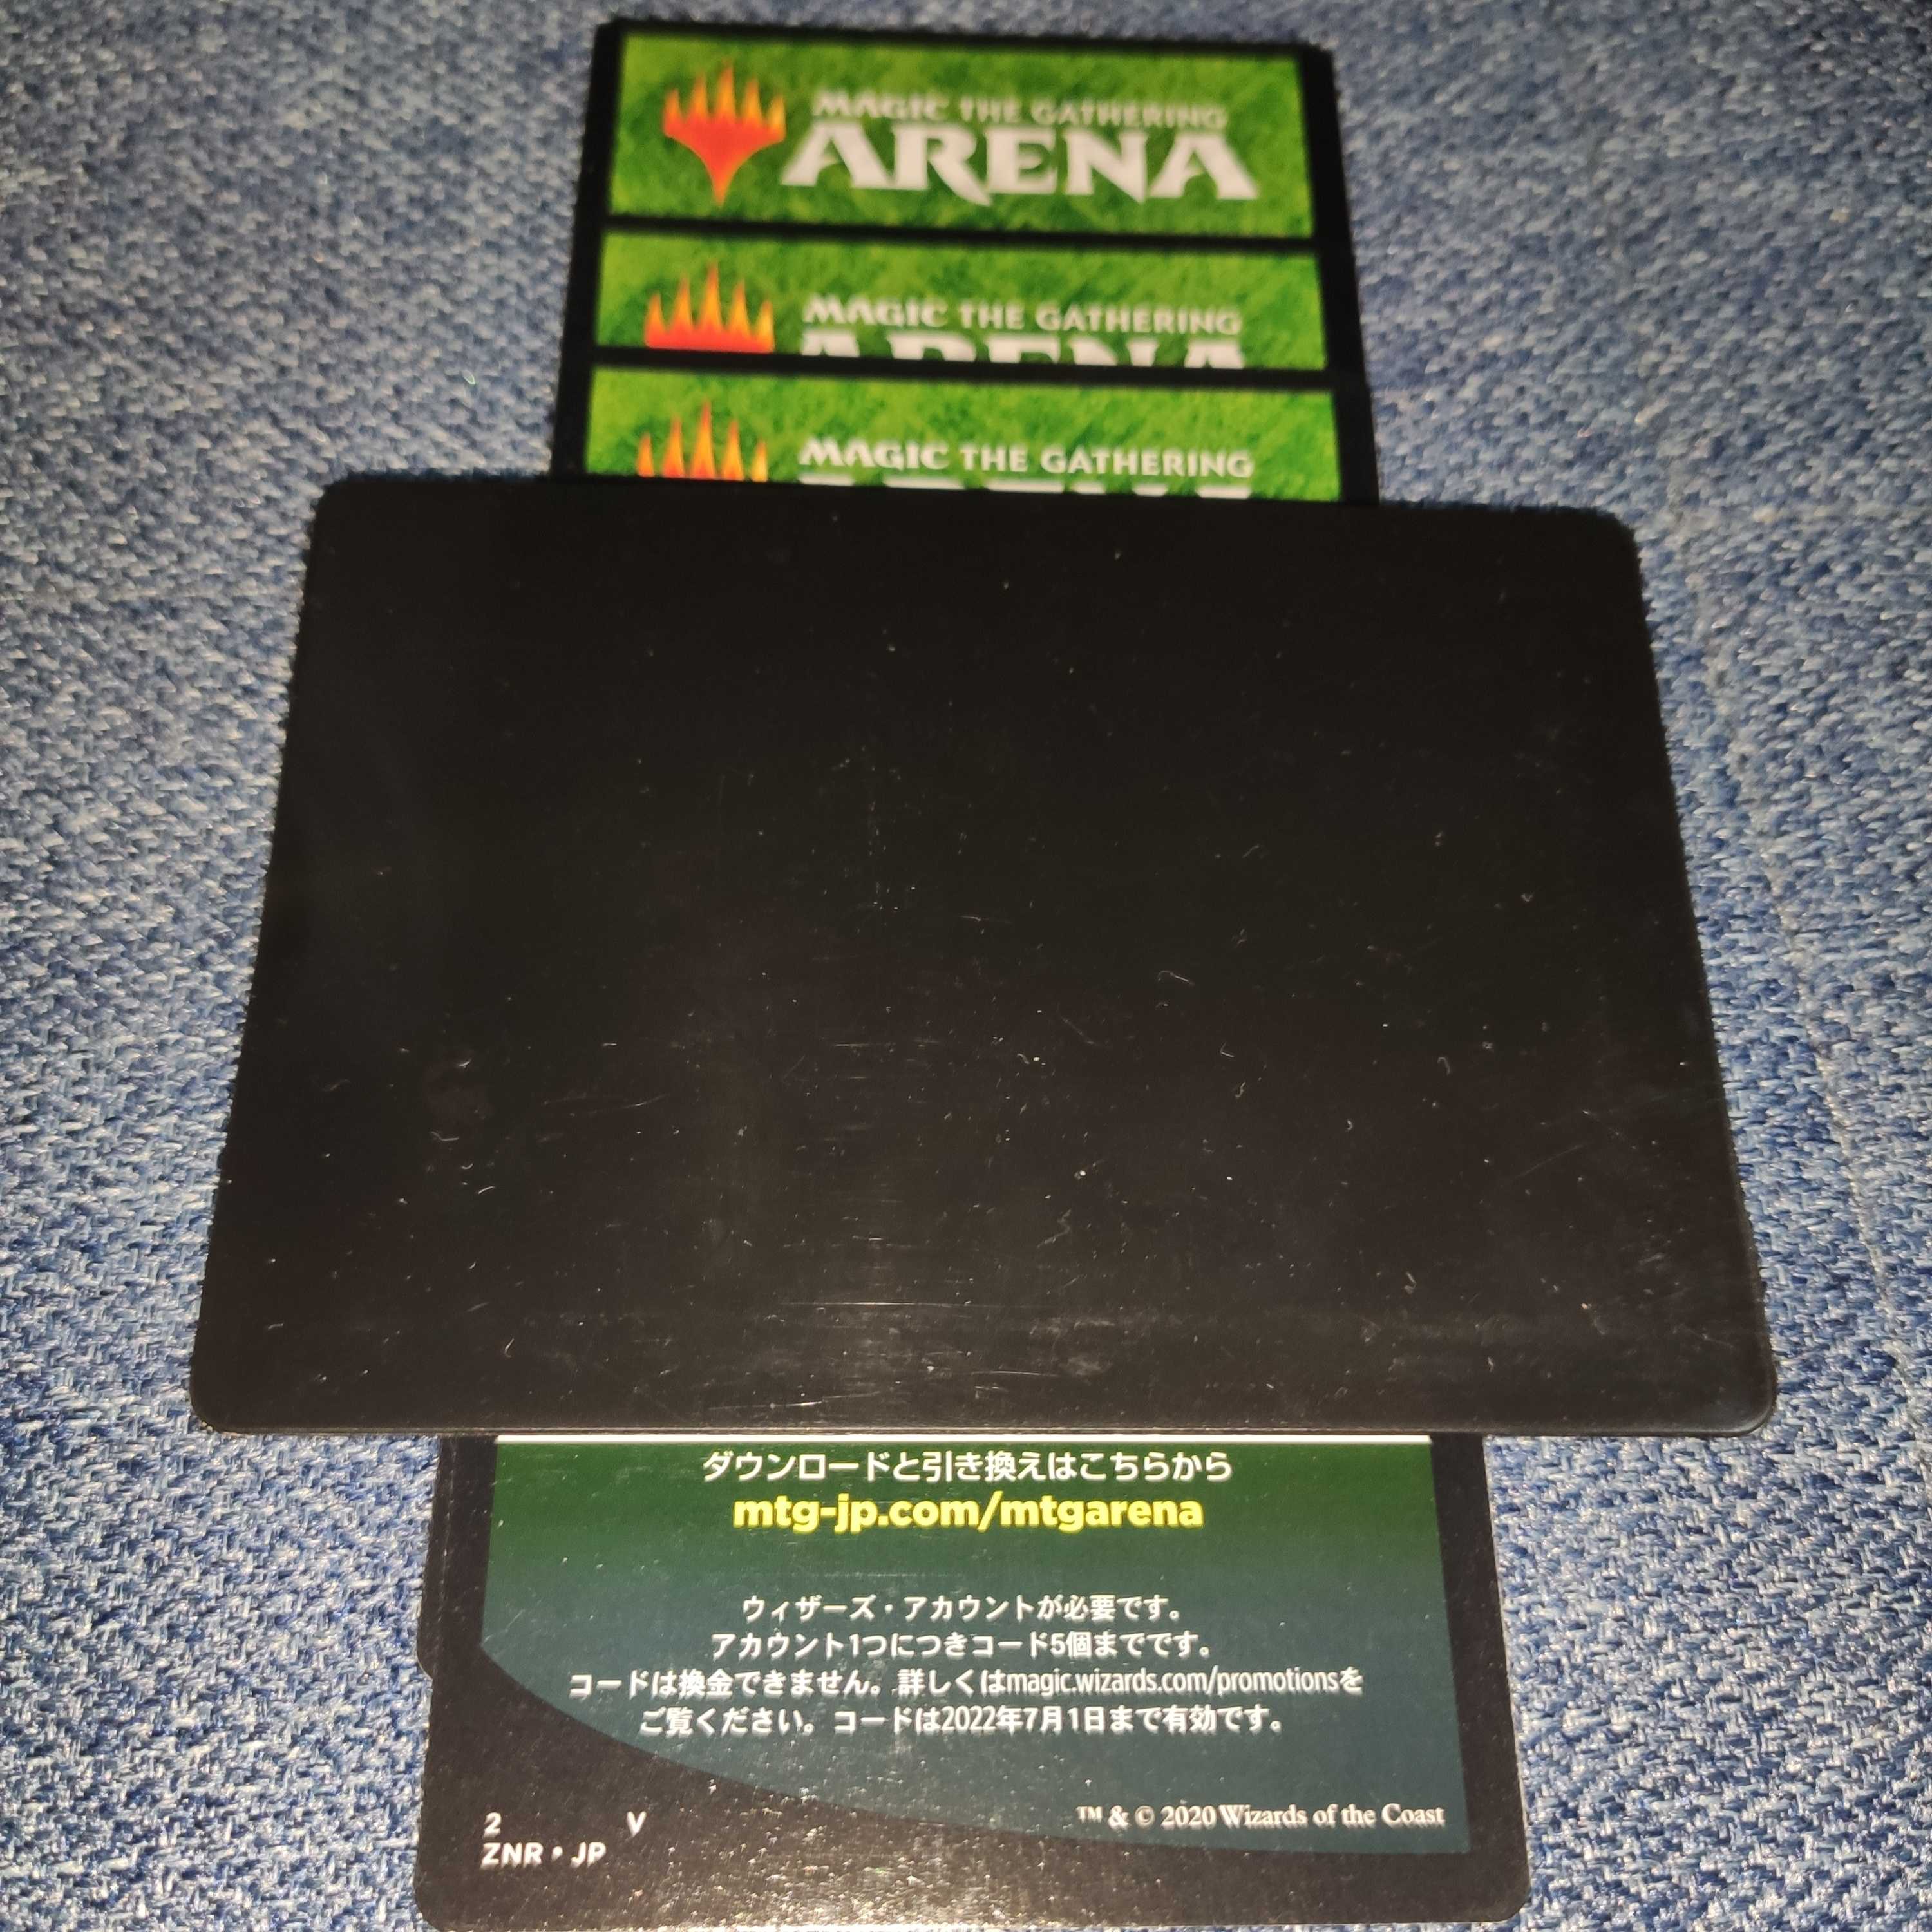 MAGIC THE GATHERING
ARENA
MAGIC THE GATHERING
ARENA
MAGIC THE GATHERING
ダウンロードと引き換えはこちらから
mtg-jp.com/mtgarena
ウィザーズ・アカウントが必要です。
アカウント1つにつきコード5個までです。
コードは換金できません。詳しくはmagic.wizards.com/promotionsを
ご覧ください。コードは2022年7月1日まで有効です。
™ & © 2020 Wizards of the Coast
2 V
ZNR • JP